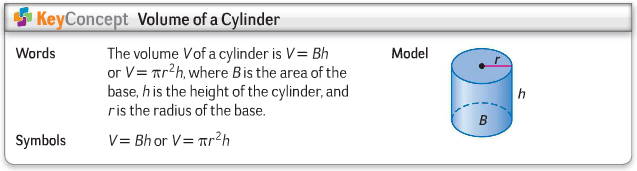 KeyConcept Volume of a Cylinder
Words
The volume V of a cylinder is V = Bh
or V = πr²h, where B is the area of the
base, h is the height of the cylinder, and
r is the radius of the base.
Symbols
V = Bh or V = πr²h
Model
r
h
B